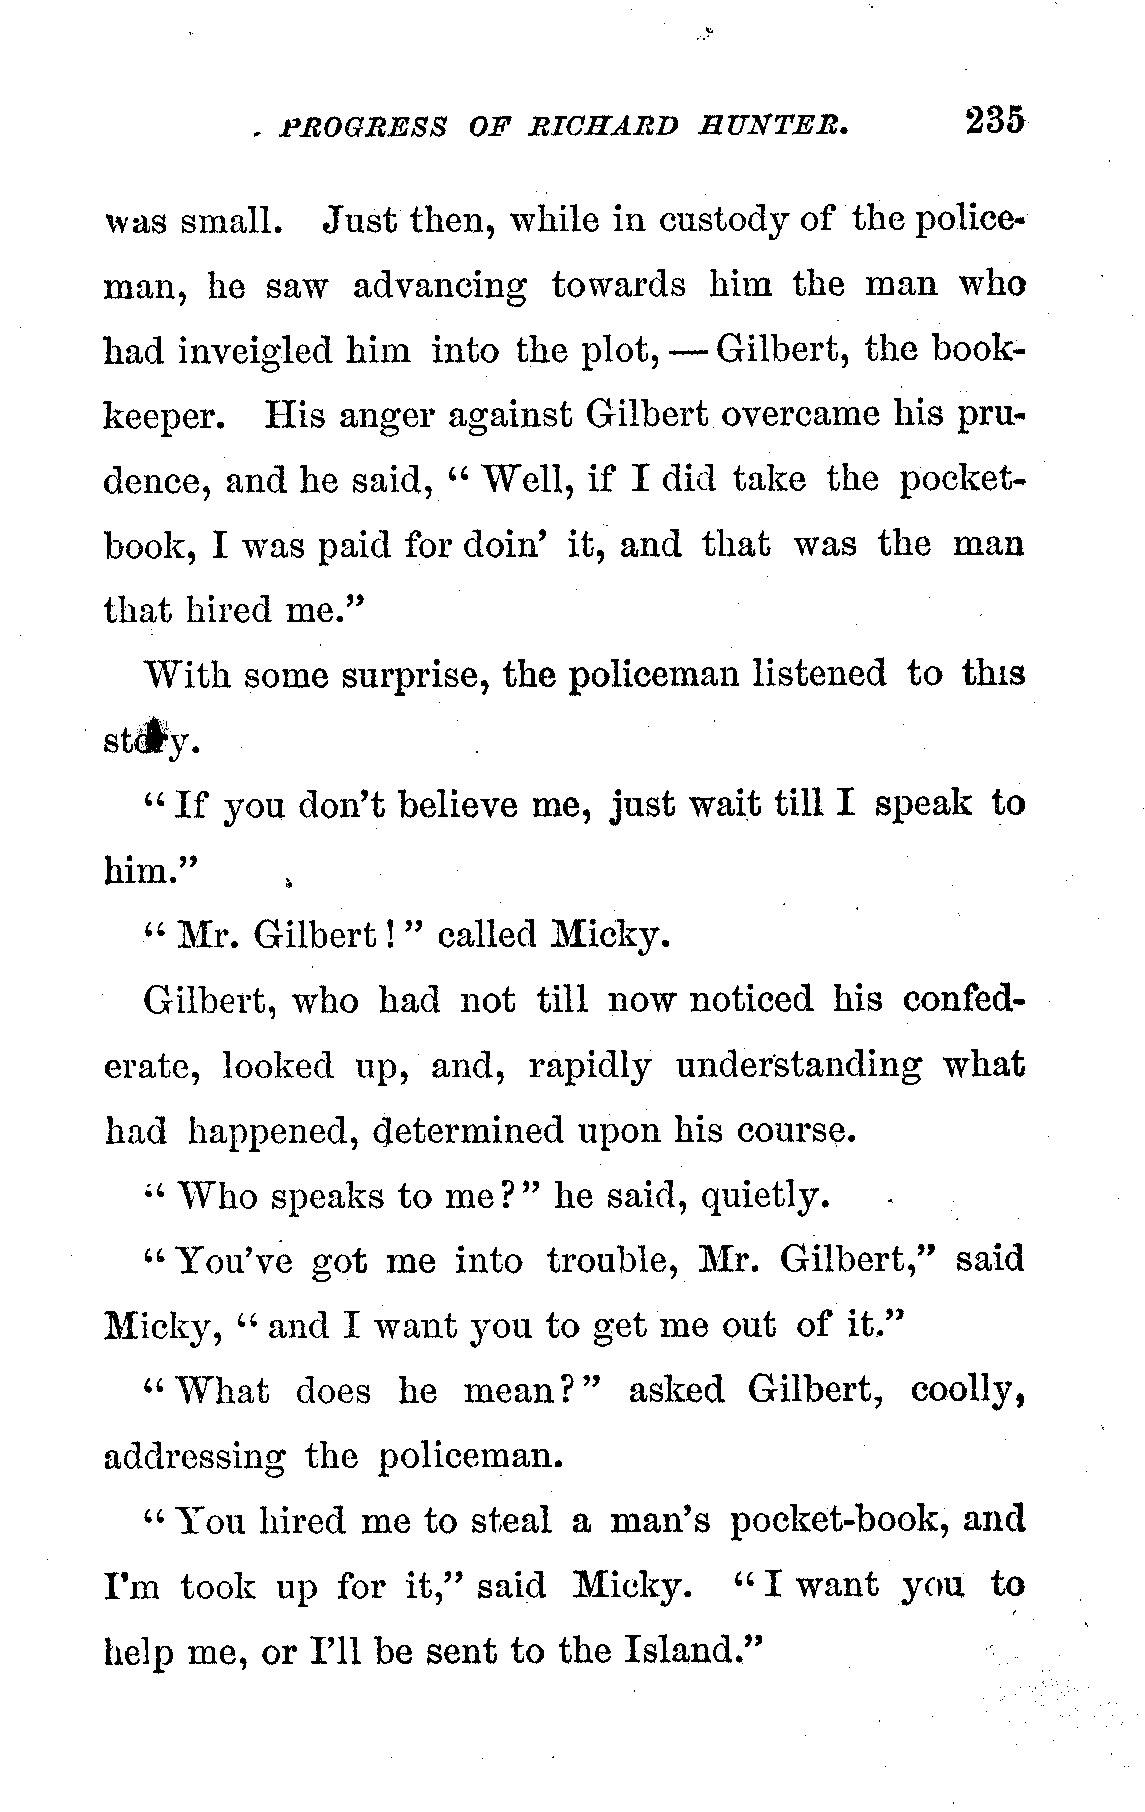 PROGRESS OF RICHARD HUNTER. 235
was small. Just then, while in custody of the police-
man, he saw advancing towards him the man who
had inveigled him into the plot, — Gilbert, the book-
keeper. His anger against Gilbert overcame his pru-
dence, and he said, “ Well, if I did take the pocket-
book, I was paid for doin’ it, and that was the man
that hired me.”
With some surprise, the policeman listened to this
story.
“ If you don’t believe me, just wait till I speak to
him.”
“ Mr. Gilbert ! ” called Micky.
Gilbert, who had not till now noticed his confed-
erate, looked up, and, rapidly understanding what
had happened, determined upon his course.
“ Who speaks to me? ” he said, quietly.
“ You’ve got me into trouble, Mr. Gilbert,” said
Micky, “ and I want you to get me out of it.”
“ What does he mean? ” asked Gilbert, coolly,
addressing the policeman.
“ You hired me to steal a man’s pocket-book, and
I’m took up for it,” said Micky. “ I want you to
help me, or I’ll be sent to the Island.”